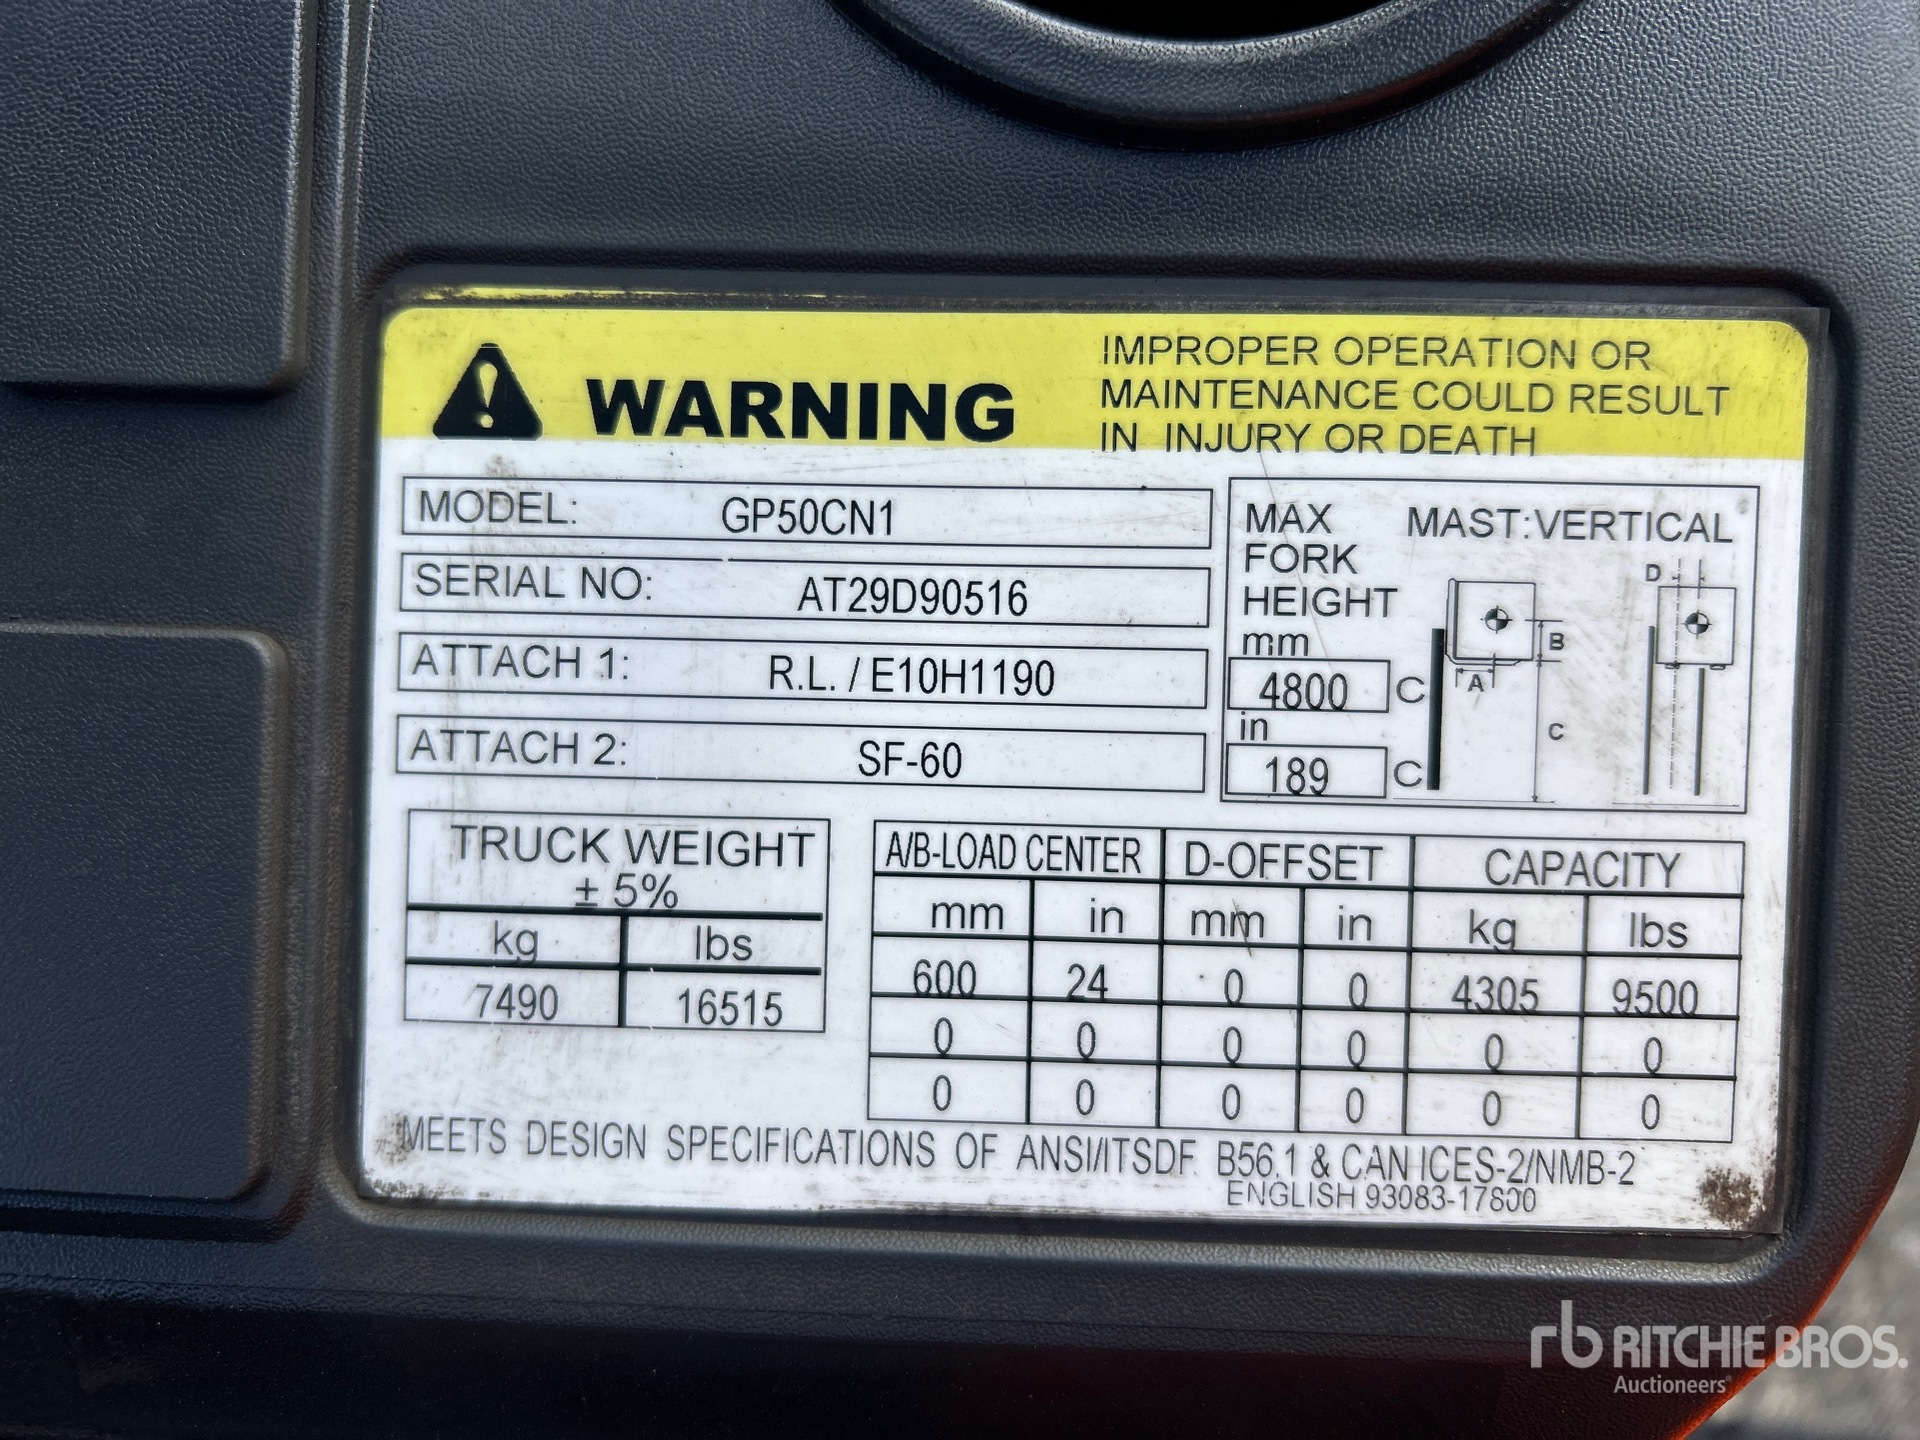 WARNING
IMPROPER OPERATION OR
MAINTENANCE COULD RESULT
IN INJURY OR DEATH
MODEL: GP50CN1
SERIAL NO: AT29D90516
ATTACH 1: R.L. / E10H1190
ATTACH 2: SF-60
MAX FORK HEIGHT
MAST:VERTICAL
mm
4800 C
in
189 C
D
B
A
C
TRUCK WEIGHT
± 5%
kg lbs
7490 16515
A/B-LOAD CENTER D-OFFSET CAPACITY
mm in mm in kg lbs
600 24 0 0 4305 9500
0 0 0 0 0 0
0 0 0 0 0 0
MEETS DESIGN SPECIFICATIONS OF ANSI/ITSDF B56.1 & CAN ICES-2/NMB-2
ENGLISH 93083-17800
rb RITCHIE BROS.
Auctioneers